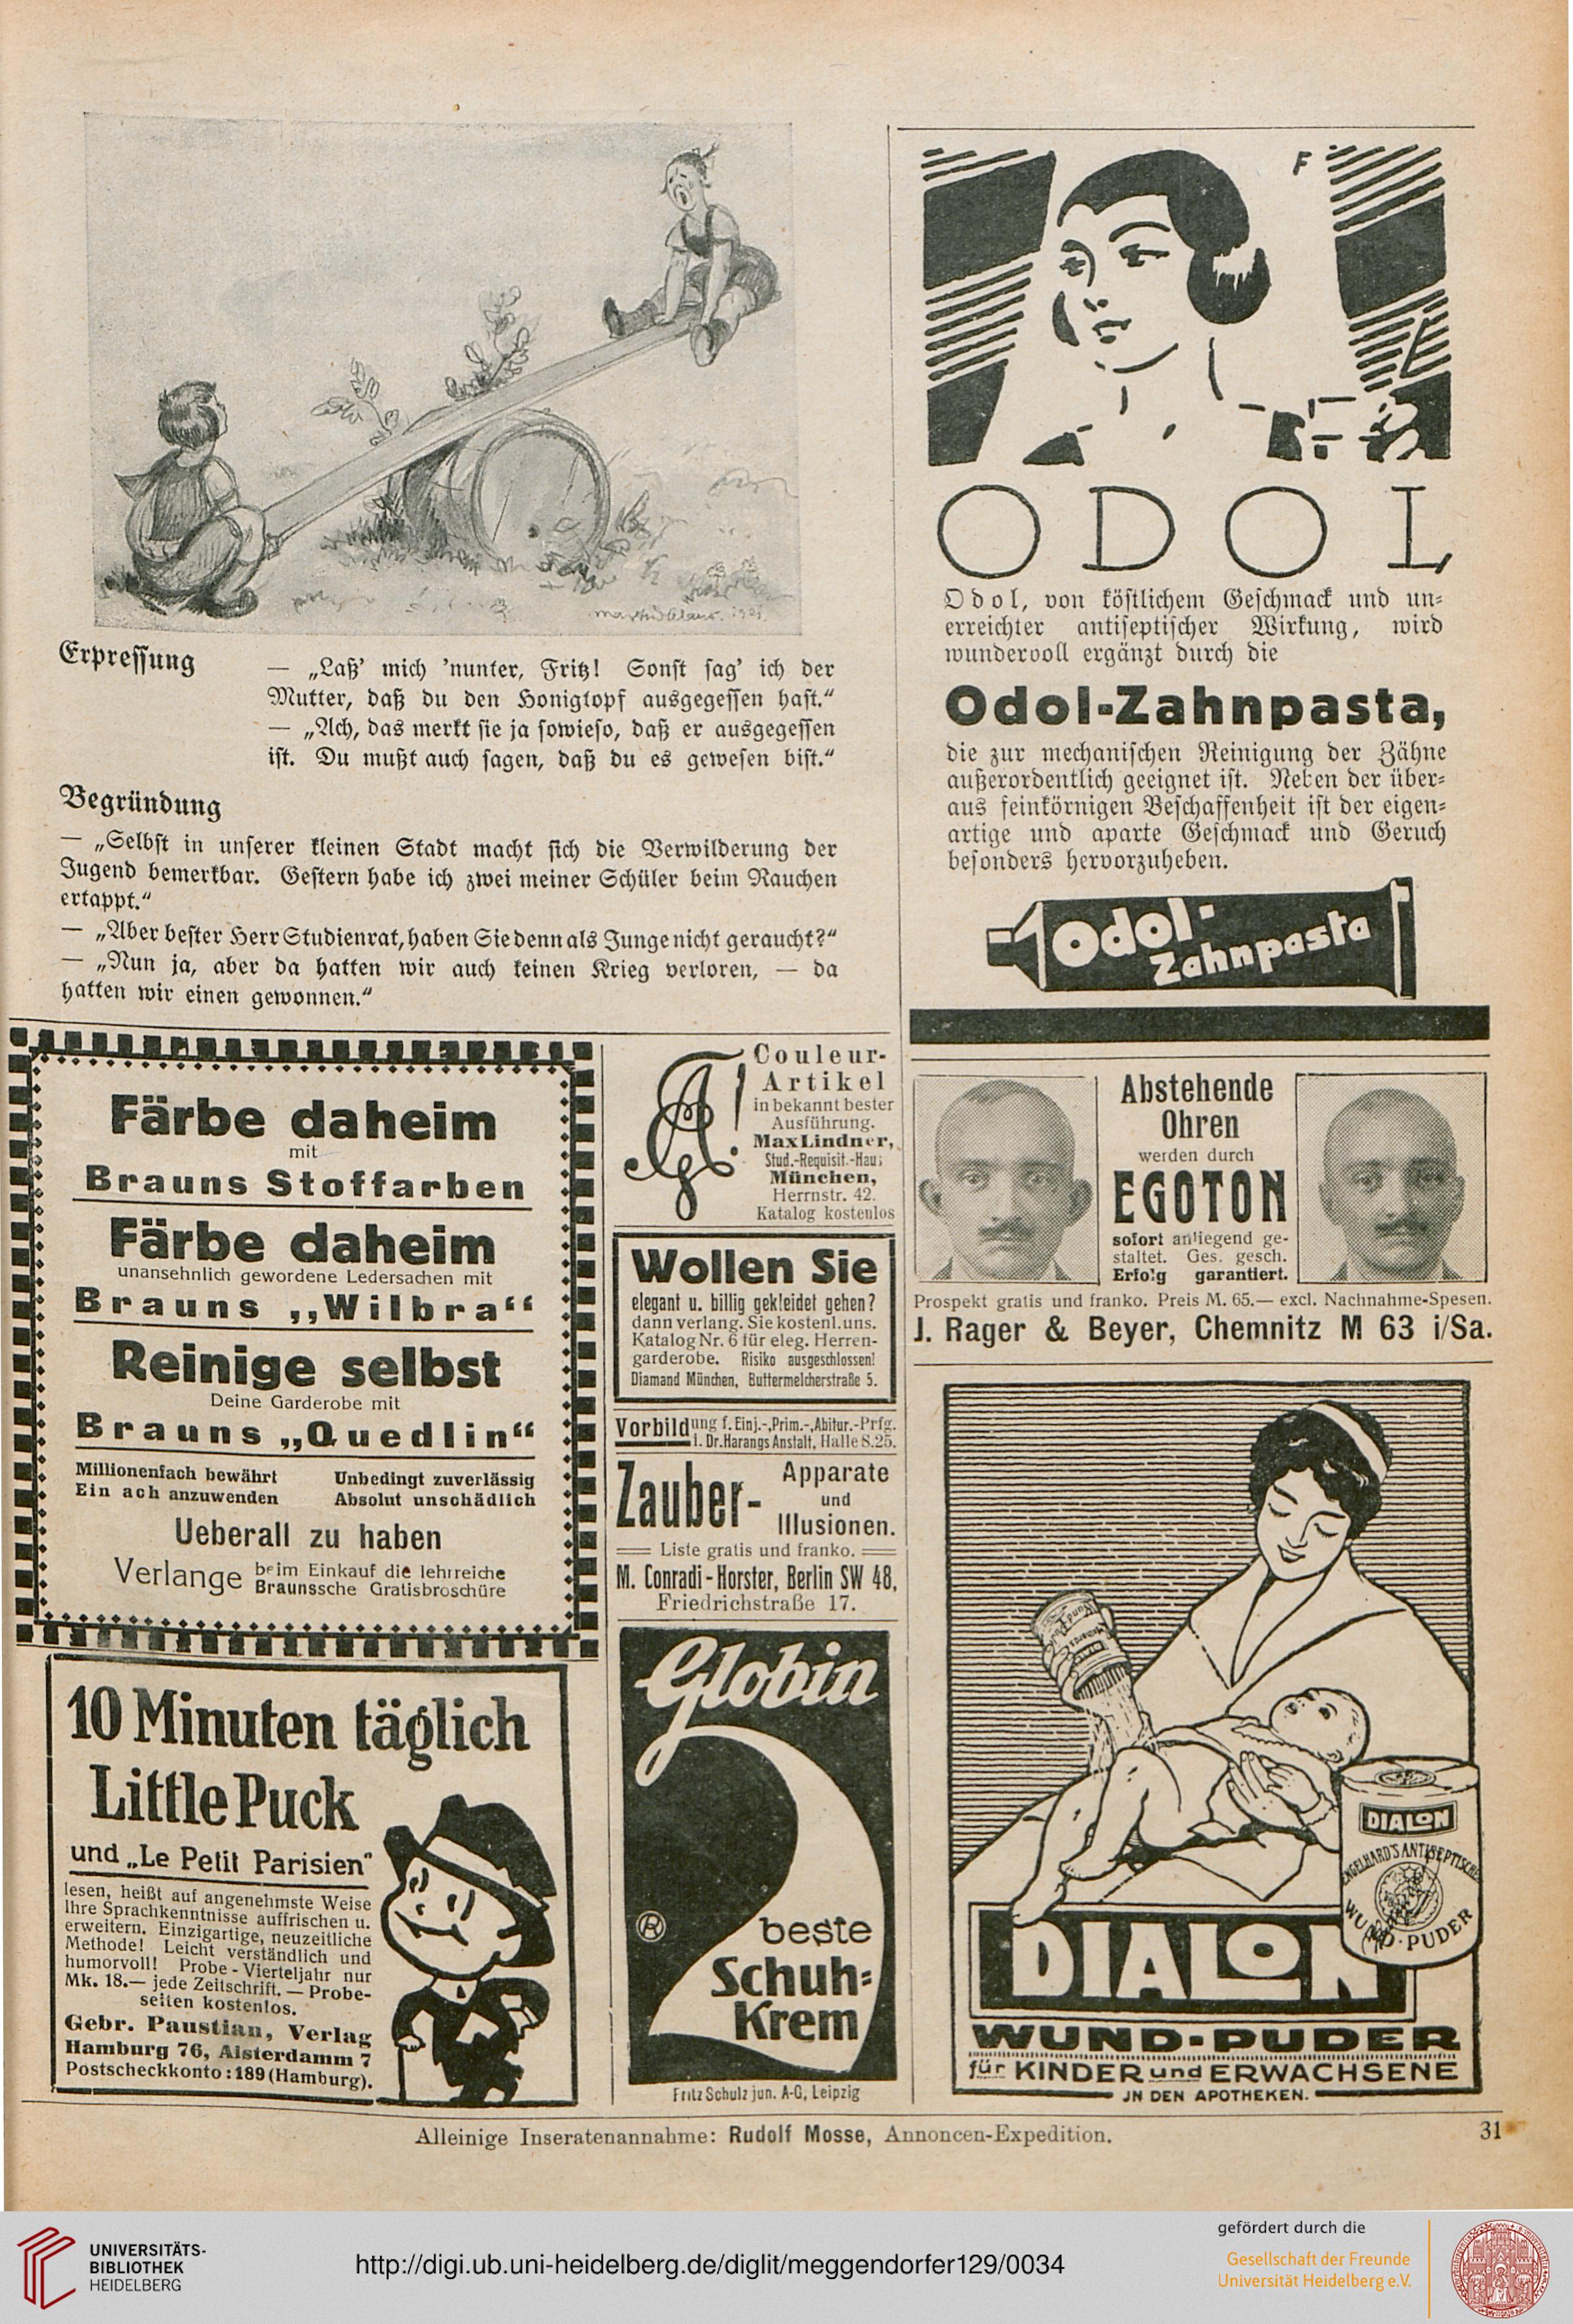 Erpressung
— „Laß’ mich ’nunter, Fritz! Sonst sag’ ich der
Mutter, daß du den Honigtopf ausgegessen hast.“
— „Ach, das merkt sie ja sowieso, daß er ausgegessen
ist. Du mußt auch sagen, daß du es gewesen bist.“
Begründung
— „Selbst in unserer kleinen Stadt macht sich die Verwilderung der
Jugend bemerkbar. Gestern habe ich zwei meiner Schüler beim Rauchen
ertappt.“
— „Aber bester Herr Studienrat, haben Sie denn als Junge nicht geraucht?“
— „Nun ja, aber da hatten wir auch keinen Krieg verloren, — da
hatten wir einen gewonnen.“
F
ODOL
Odol, von köstlichem Geschmack und un-
erreichter antiseptischer Wirkung, wird
wundervoll ergänzt durch die
Odol-Zahnpasta,
die zur mechanischen Reinigung der Zähne
außerordentlich geeignet ist. Neben der über-
aus feinkörnigen Beschaffenheit ist der eigen-
artige und aparte Geschmack und Geruch
besonders hervorzuheben.
Odol-
Zahnpasta
Färbe daheim
mit
Brauns Stoffarben
Färbe daheim
unansehnlich gewordene Ledersachen mit
Brauns „Wilbra“
Reinige selbst
Deine Garderobe mit
Brauns „Quedlin“
Millionenfach bewährt Unbedingt zuverlässig
Ein ach anzuwenden Absolut unschädlich
Ueberall zu haben
Verlange beim Einkauf die lehrreiche
Braunssche Gratisbroschüre
10 Minuten täglich
Little Puck
und „Le Petit Parisien“
lesen, heißt auf angenehmste Weise
Ihre Sprachkenntnisse auffrischen u.
erweitern. Einzigartige, neuzeitliche
Methode! Leicht verständlich und
humorvoll! Probe-Vierteljahr nur
Mk. 18.— jede Zeitschrift. — Probe-
seiten kostenlos.
Gebr. Paustian, Verlag
Hamburg 76, Alsterdamm 7
Postscheckkonto: 189 (Hamburg).
Couleur-
Artikel
in bekannt bester
Ausführung.
Max Lindner,
Stud.-Requisit.-Haus
München,
Herrnstr. 42.
Katalog kostenlos
Wollen Sie
elegant u. billig gekleidet gehen?
dann verlang. Sie kostenl. uns.
Katalog Nr. 6 für eleg. Herren-
garderobe. Risiko ausgeschlossen!
Diamand München, Buttermelcherstraße 5.
Vorbildung f. Einj.-, Prim.-, Abitur.-Prfg.
i. Dr. Harangs Anstalt, Halle S. 25.
Zauber-
Apparate
und
Illusionen.
Liste gratis und franko.
M. Conradi-Horster, Berlin SW 48,
Friedrichstraße 17.
Globin
®
beste
Schuh-
Krem
Fritz Schulz jun. A-G, Leipzig
Abstehende
Ohren
werden durch
EGOTON
sofort anliegend ge-
staltet. Ges. gesch.
Erfolg garantiert.
Prospekt gratis und franko. Preis M. 65.— excl. Nachnahme-Spesen.
J. Rager & Beyer, Chemnitz M 63 i/Sa.
DIALON
ENGELHARD'S ANTISEPTISCHER
WUND-PUDER
DIALON
WUND-PUDER
für KINDER und ERWACHSENE
JN DEN APOTHEKEN.
Alleinige Inseratenannahme: Rudolf Mosse, Annoncen-Expedition.
31
UNIVERSITÄTS-
BIBLIOTHEK
HEIDELBERG
http://digi.ub.uni-heidelberg.de/diglit/meggendorfer129/0034
gefördert durch die
Gesellschaft der Freunde
Universität Heidelberg e.V.